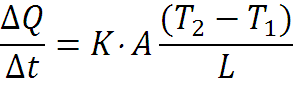 ΔQ/Δt = K · A (T₂ − T₁)/L